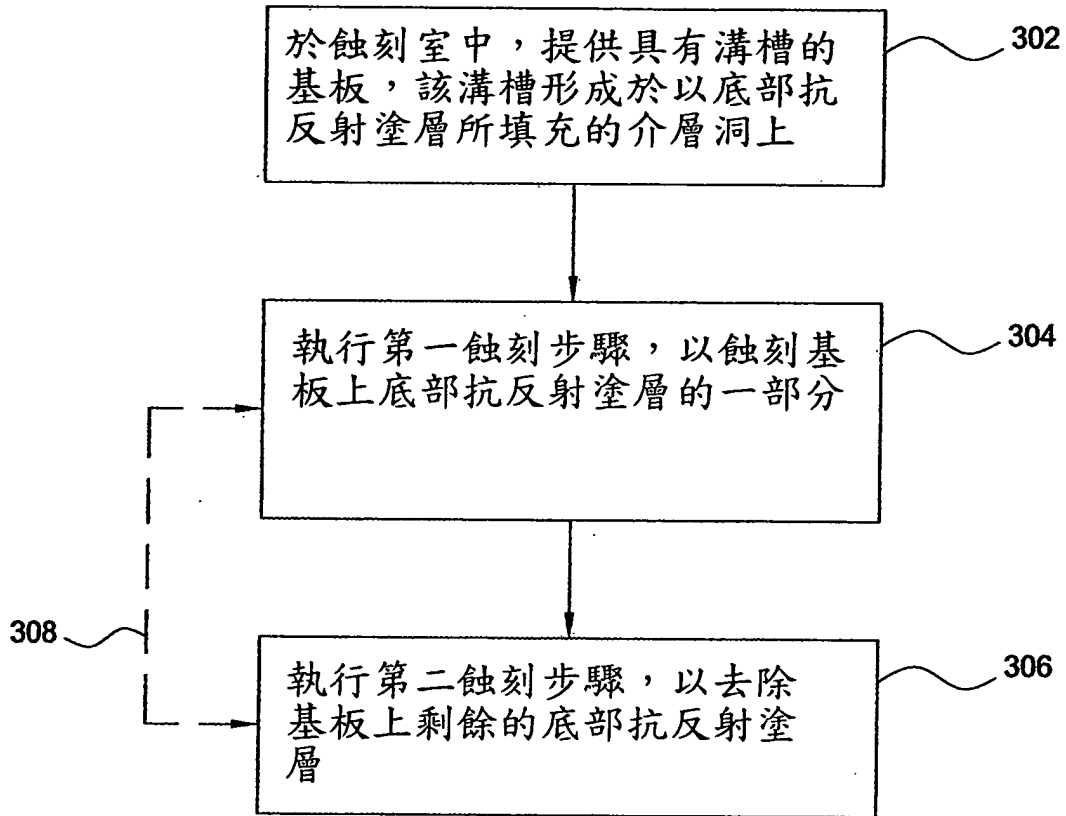 於蝕刻室中，提供具有溝槽的
基板，該溝槽形成於以底部抗
反射塗層所填充的介層洞上
302
執行第一蝕刻步驟，以蝕刻基
板上底部抗反射塗層的一部分
304
308
執行第二蝕刻步驟，以去除
基板上剩餘的底部抗反射塗
層
306